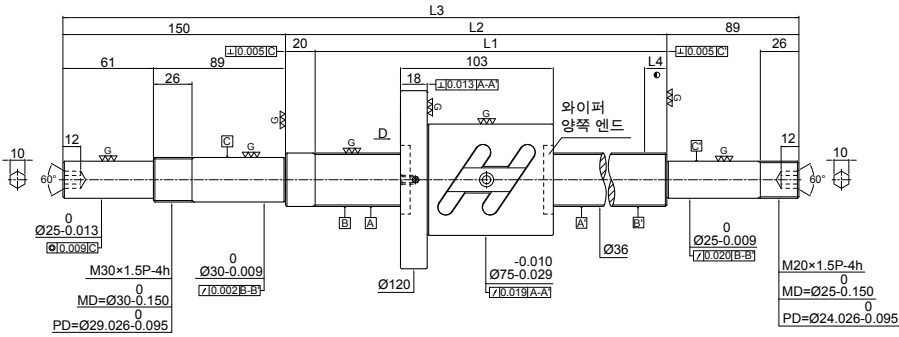 L3
150
L2
89
⊥ 0.005 C
20
L1
⊥ 0.005 C'
26
61
89
103
L4
26
18
⊥ 0.013 A-A'
G
G
G
와이퍼
양쪽 엔드
D
12
G
C
G
G
C'
G
12
10
10
60°
60°
B
A
A'
B'
0
Ø25-0.013
◎ 0.009 C
0
Ø30-0.009
↗ 0.002 B-B'
M30×1.5P-4h
0
MD=Ø30-0.150
0
PD=Ø29.026-0.095
Ø120
-0.010
Ø75-0.029
↗ 0.019 A-A'
Ø36
0
Ø25-0.009
↗ 0.020 B-B'
M20×1.5P-4h
0
MD=Ø25-0.150
0
PD=Ø24.026-0.095